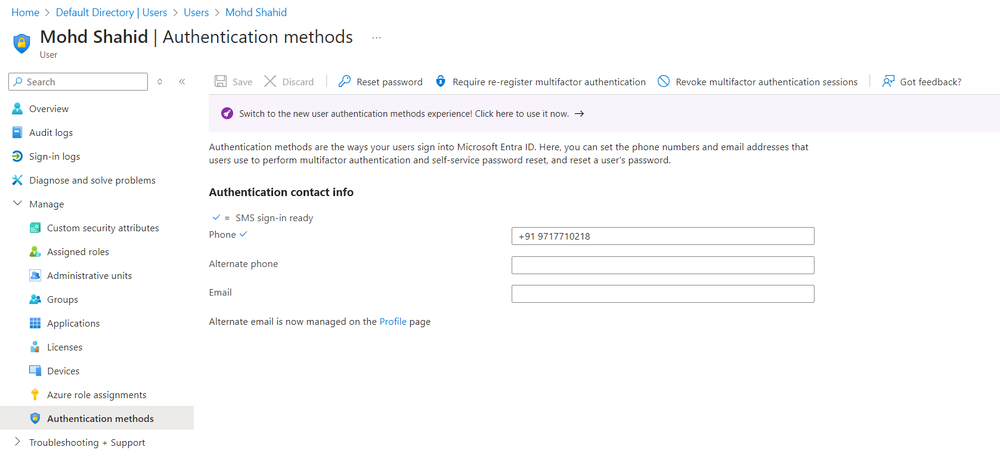 Home > Default Directory | Users > Users > Mohd Shahid
Mohd Shahid | Authentication methods ...
User
Search
Save
Discard
Reset password
Require re-register multifactor authentication
Revoke multifactor authentication sessions
Got feedback?
Overview
Audit logs
Sign-in logs
Diagnose and solve problems
Manage
Custom security attributes
Assigned roles
Administrative units
Groups
Applications
Licenses
Devices
Azure role assignments
Authentication methods
Troubleshooting + Support
Switch to the new user authentication methods experience! Click here to use it now. →
Authentication methods are the ways your users sign into Microsoft Entra ID. Here, you can set the phone numbers and email addresses that
users use to perform multifactor authentication and self-service password reset, and reset a user's password.
Authentication contact info
✓ = SMS sign-in ready
Phone ✓
+91 9717710218
Alternate phone
Email
Alternate email is now managed on the Profile page